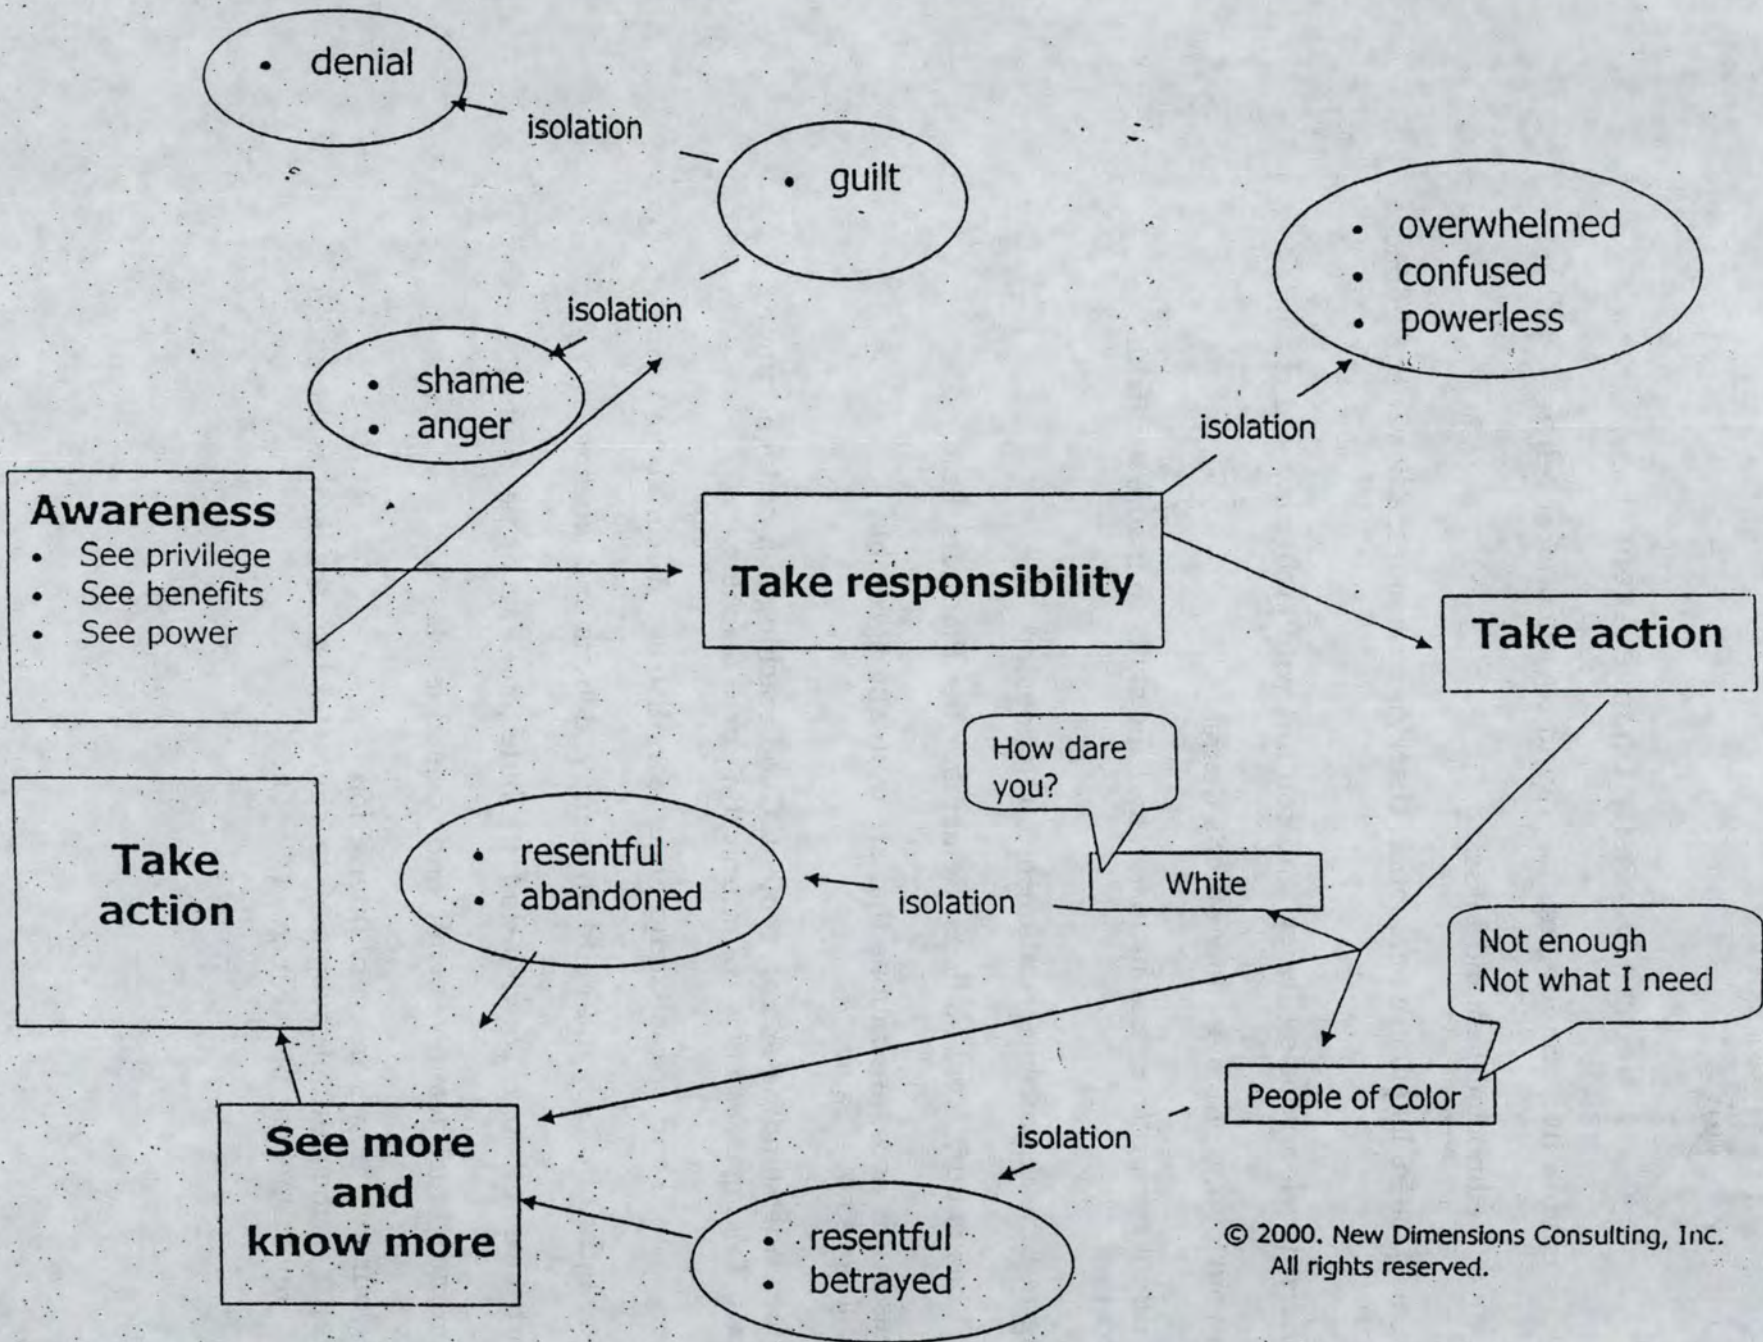 • denial
isolation
• guilt
isolation
• shame
• anger
• overwhelmed
• confused
• powerless
isolation
Awareness
• See privilege
• See benefits
• See power
Take responsibility
Take action
How dare
you?
White
isolation
• resentful
• abandoned
Take
action
Not enough
Not what I need
People of Color
isolation
• resentful
• betrayed
See more
and
know more
© 2000. New Dimensions Consulting, Inc.
All rights reserved.